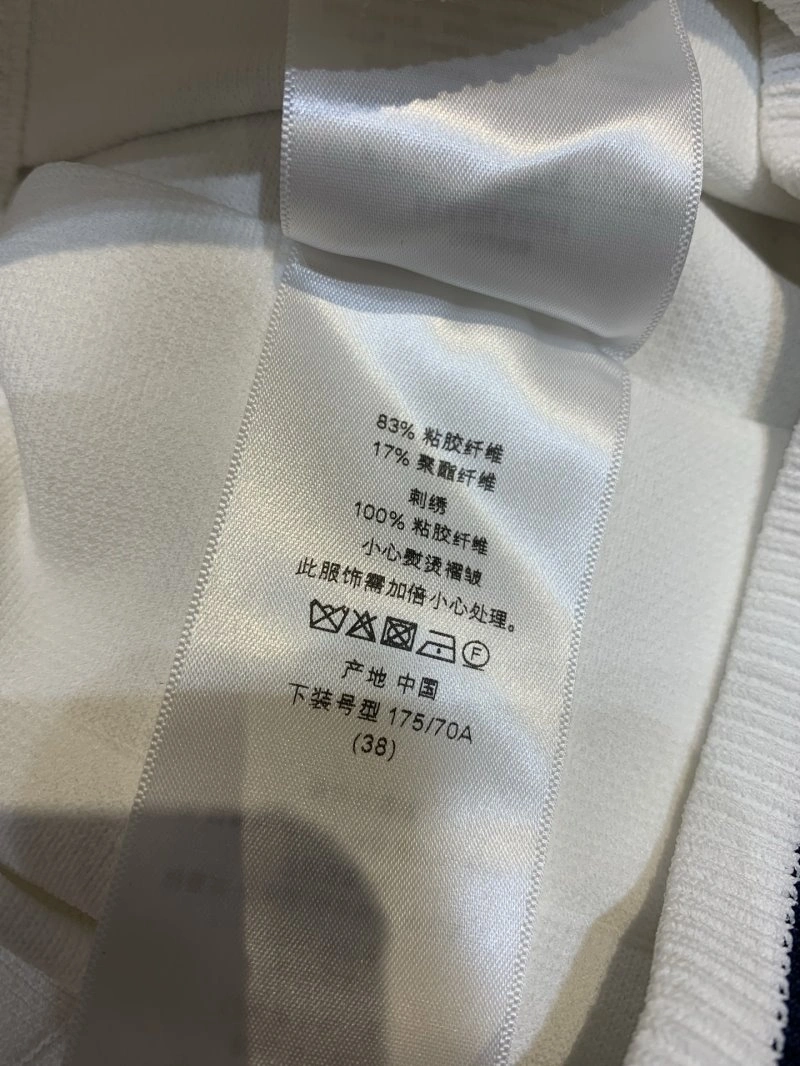 83% 粘胶纤维
17% 聚酯纤维
刺绣
100% 粘胶纤维
小心熨烫褶皱
此服饰需加倍小心处理。
F
产地 中国
下装号型 175/70A
(38)